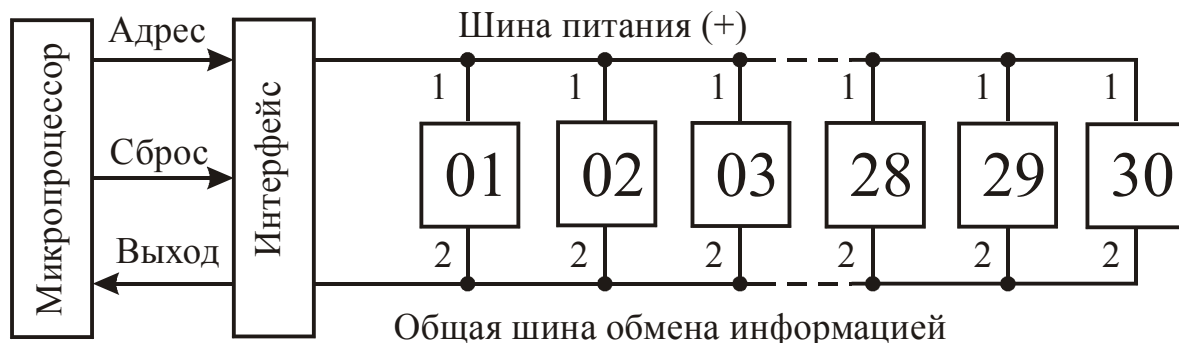 Микропроцессор
Адрес
Сброс
Выход
Интерфейс
Шина питания (+)
1 1 1 1 1 1
01 02 03 28 29 30
2 2 2 2 2 2
Общая шина обмена информацией